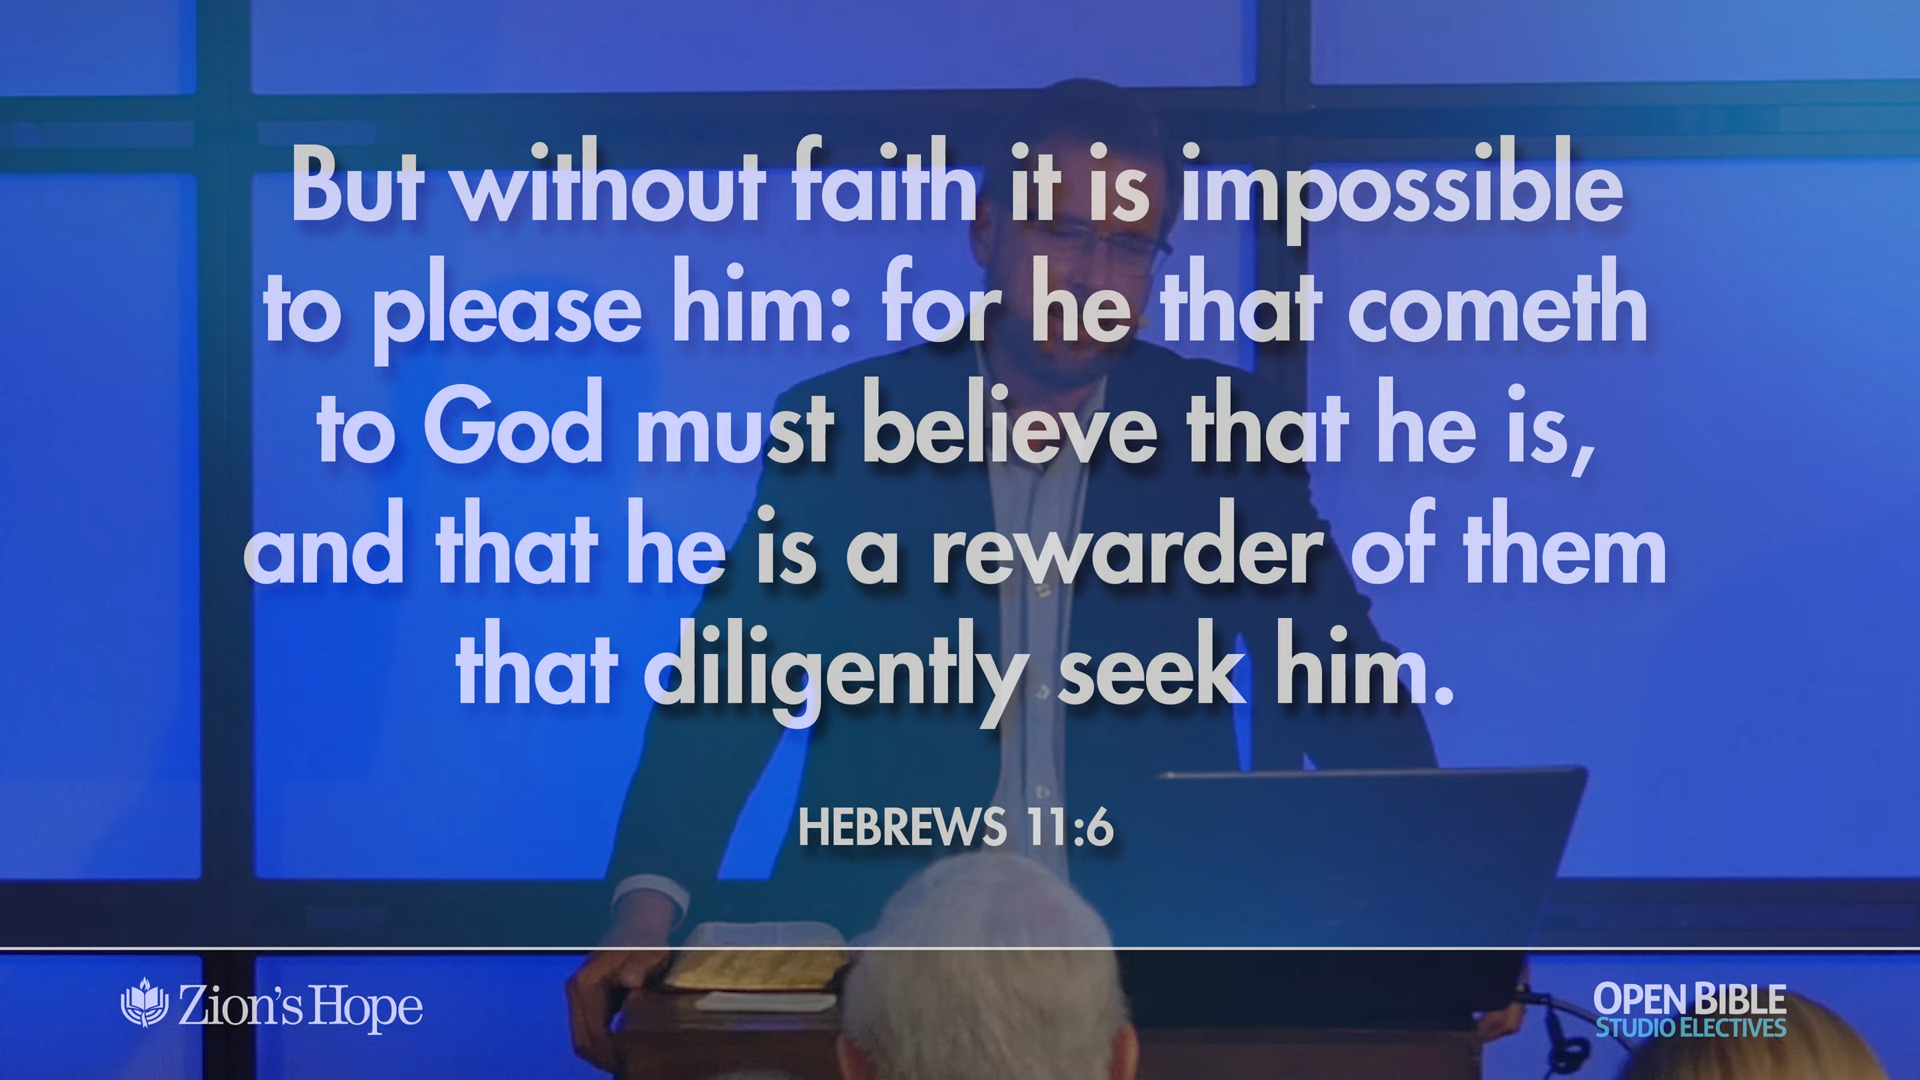 But without faith it is impossible
to please him: for he that cometh
to God must believe that he is,
and that he is a rewarder of them
that diligently seek him.
HEBREWS 11:6
Zion's Hope
OPEN BIBLE
STUDIO ELECTIVES